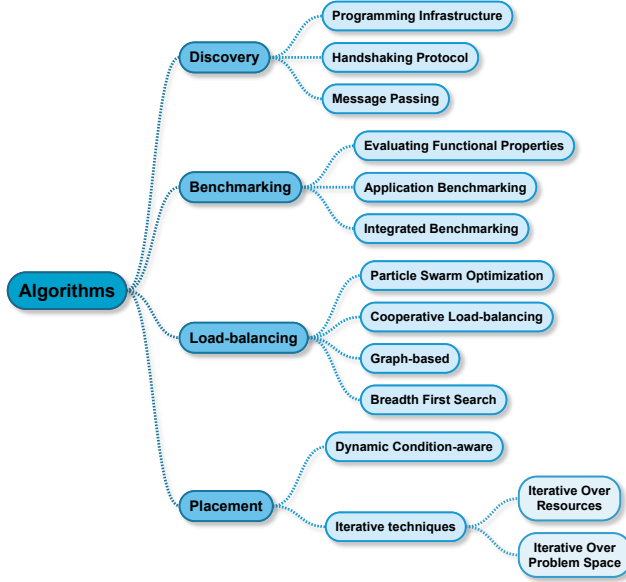 Programming Infrastructure
Discovery
Handshaking Protocol
Message Passing
Evaluating Functional Properties
Benchmarking
Application Benchmarking
Integrated Benchmarking
Algorithms
Particle Swarm Optimization
Cooperative Load-balancing
Load-balancing
Graph-based
Breadth First Search
Dynamic Condition-aware
Placement
Iterative techniques
Iterative Over
Resources
Iterative Over
Problem Space